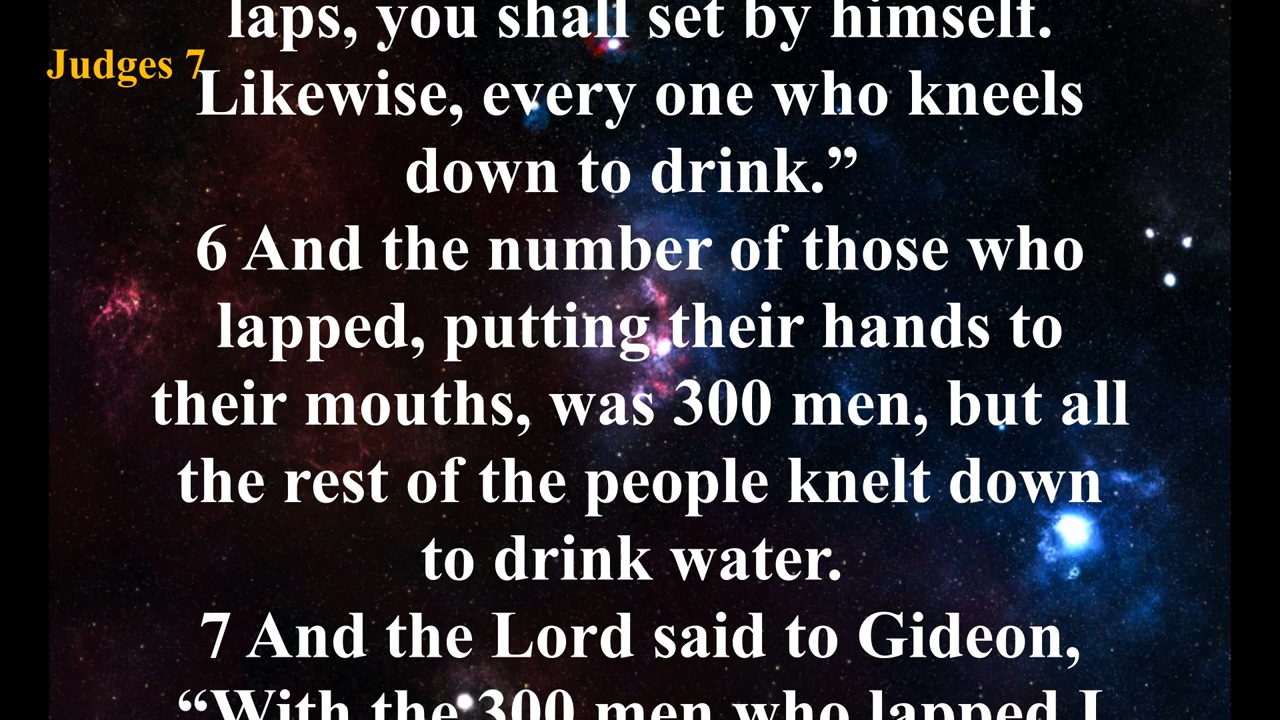 laps, you shall set by himself.
Judges 7
Likewise, every one who kneels
down to drink.”
6 And the number of those who
lapped, putting their hands to
their mouths, was 300 men, but all
the rest of the people knelt down
to drink water.
7 And the Lord said to Gideon,
“With the 300 men who lapped I